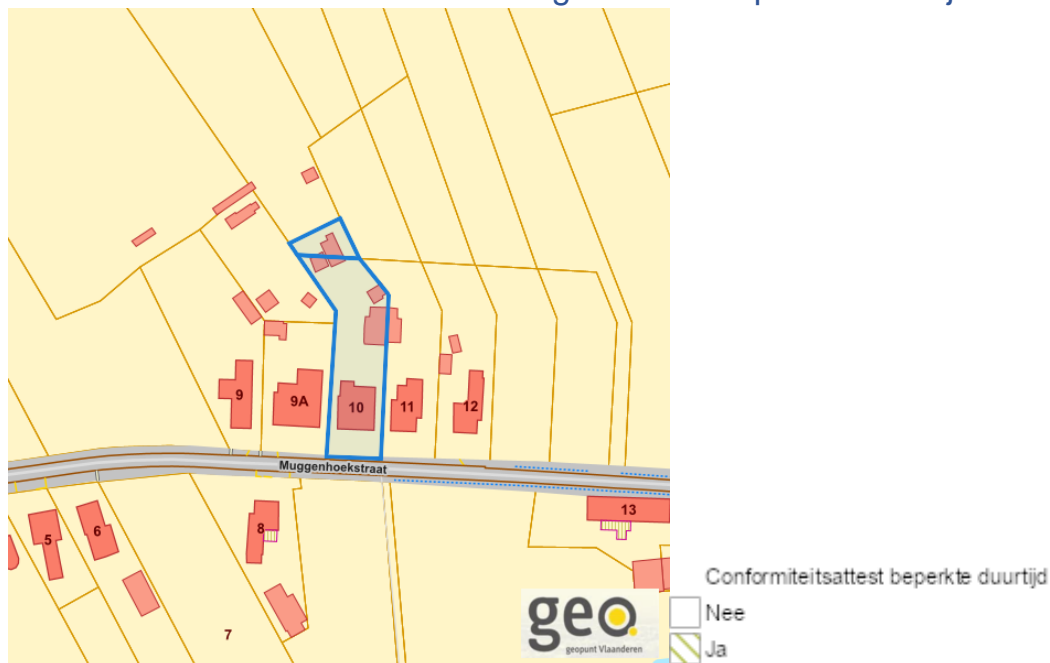 9
9A
10
11
12
Muggenhoekstraat
13
5
6
8
7
geo.
geopunt Vlaanderen
Conformiteitsattest beperkte duurtijd
Nee
Ja